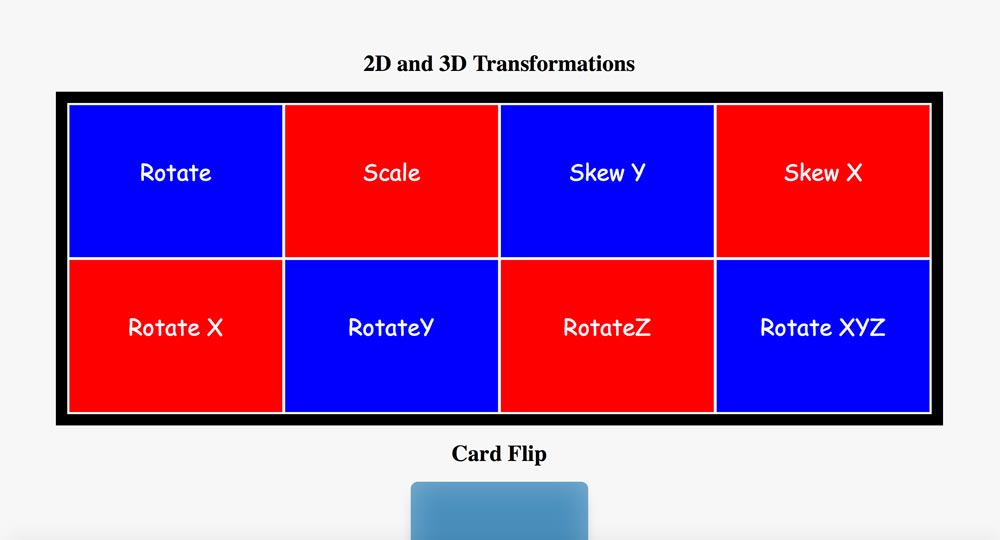 2D and 3D Transformations
Rotate
Scale
Skew Y
Skew X
Rotate X
RotateY
RotateZ
Rotate XYZ
Card Flip